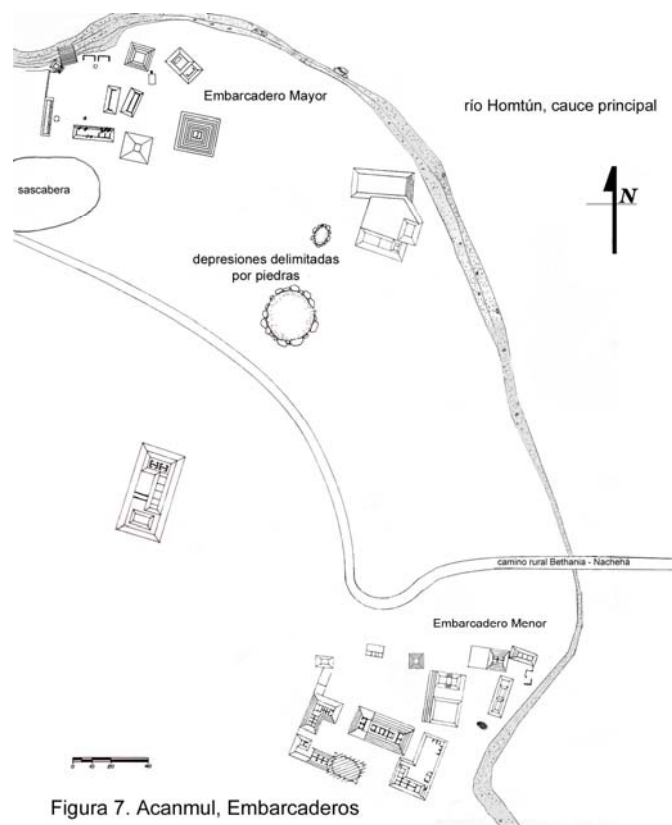 Embarcadero Mayor
río Homtún, cauce principal
N
sascabera
depresiones delimitadas
por piedras
camino rural Bethania - Nachehá
Embarcadero Menor
Figura 7. Acanmul, Embarcaderos